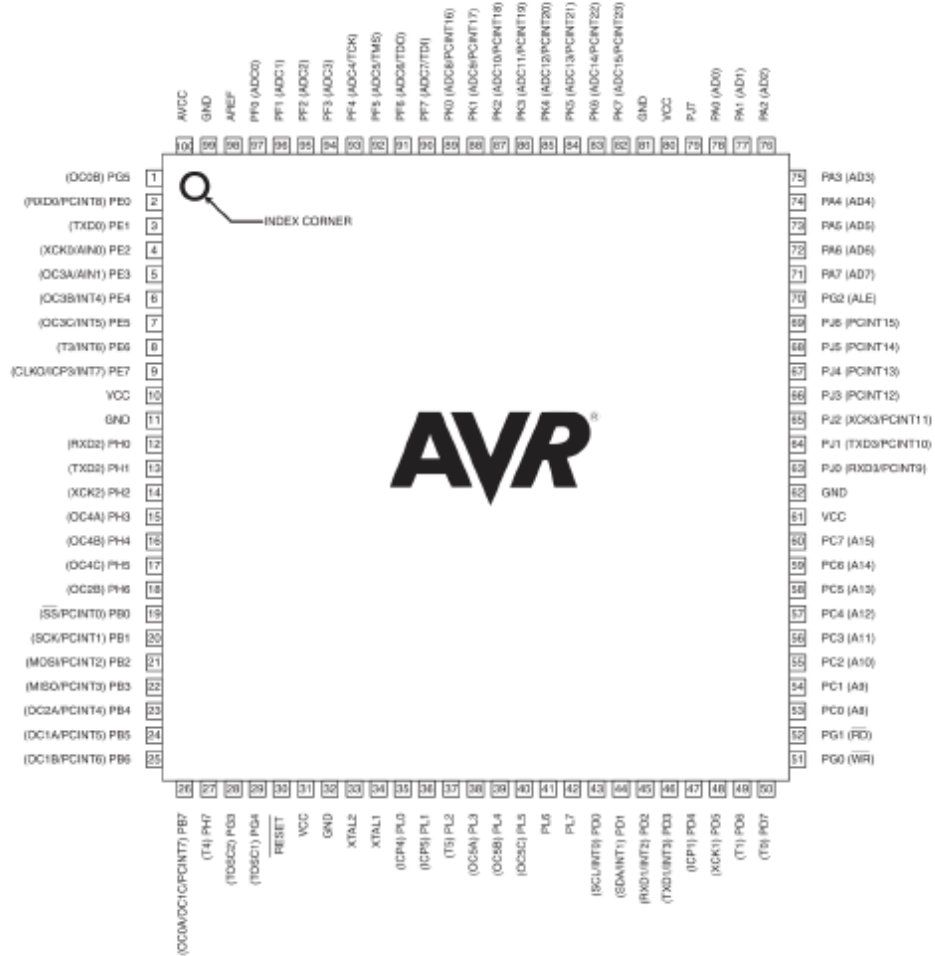 AVCC
GND
AREF
PF0 (ADC0)
PF1 (ADC1)
PF2 (ADC2)
PF3 (ADC3)
PF4 (ADC4/TCK)
PF5 (ADC5/TMS)
PF6 (ADC6/TDO)
PF7 (ADC7/TDI)
PK0 (ADC8/PCINT16)
PK1 (ADC9/PCINT17)
PK2 (ADC10/PCINT18)
PK3 (ADC11/PCINT19)
PK4 (ADC12/PCINT20)
PK5 (ADC13/PCINT21)
PK6 (ADC14/PCINT22)
PK7 (ADC15/PCINT23)
GND
VCC
PJ7
PA0 (AD0)
PA1 (AD1)
PA2 (AD2)
100 99 98 97 96 95 94 93 92 91 90 89 88 87 86 85 84 83 82 81 80 79 78 77 76
(OC0B) PG5 1
(RXD0/PCINT8) PE0 2
(TXD0) PE1 3
(XCK0/AIN0) PE2 4
(OC3A/AIN1) PE3 5
(OC3B/INT4) PE4 6
(OC3C/INT5) PE5 7
(T3/INT6) PE6 8
(CLKO/ICP3/INT7) PE7 9
VCC 10
GND 11
(RXD2) PH0 12
(TXD2) PH1 13
(XCK2) PH2 14
(OC4A) PH3 15
(OC4B) PH4 16
(OC4C) PH5 17
(OC2B) PH6 18
(SS/PCINT0) PB0 19
(SCK/PCINT1) PB1 20
(MOSI/PCINT2) PB2 21
(MISO/PCINT3) PB3 22
(OC2A/PCINT4) PB4 23
(OC1A/PCINT5) PB5 24
(OC1B/PCINT6) PB6 25
INDEX CORNER
AVR®
75 PA3 (AD3)
74 PA4 (AD4)
73 PA5 (AD5)
72 PA6 (AD6)
71 PA7 (AD7)
70 PG2 (ALE)
69 PJ6 (PCINT15)
68 PJ5 (PCINT14)
67 PJ4 (PCINT13)
66 PJ3 (PCINT12)
65 PJ2 (XCK3/PCINT11)
64 PJ1 (TXD3/PCINT10)
63 PJ0 (RXD3/PCINT9)
62 GND
61 VCC
60 PC7 (A15)
59 PC6 (A14)
58 PC5 (A13)
57 PC4 (A12)
56 PC3 (A11)
55 PC2 (A10)
54 PC1 (A9)
53 PC0 (A8)
52 PG1 (RD)
51 PG0 (WR)
26 27 28 29 30 31 32 33 34 35 36 37 38 39 40 41 42 43 44 45 46 47 48 49 50
(OC0A/OC1C/PCINT7) PB7
(T4) PH7
(TOSC2) PG3
(TOSC1) PG4
RESET
VCC
GND
XTAL2
XTAL1
(ICP4) PL0
(ICP5) PL1
(T5) PL2
(OC5A) PL3
(OC5B) PL4
(OC5C) PL5
PL6
PL7
(SCL/INT0) PD0
(SDA/INT1) PD1
(RXD1/INT2) PD2
(TXD1/INT3) PD3
(ICP1) PD4
(XCK1) PD5
(T1) PD6
(T0) PD7